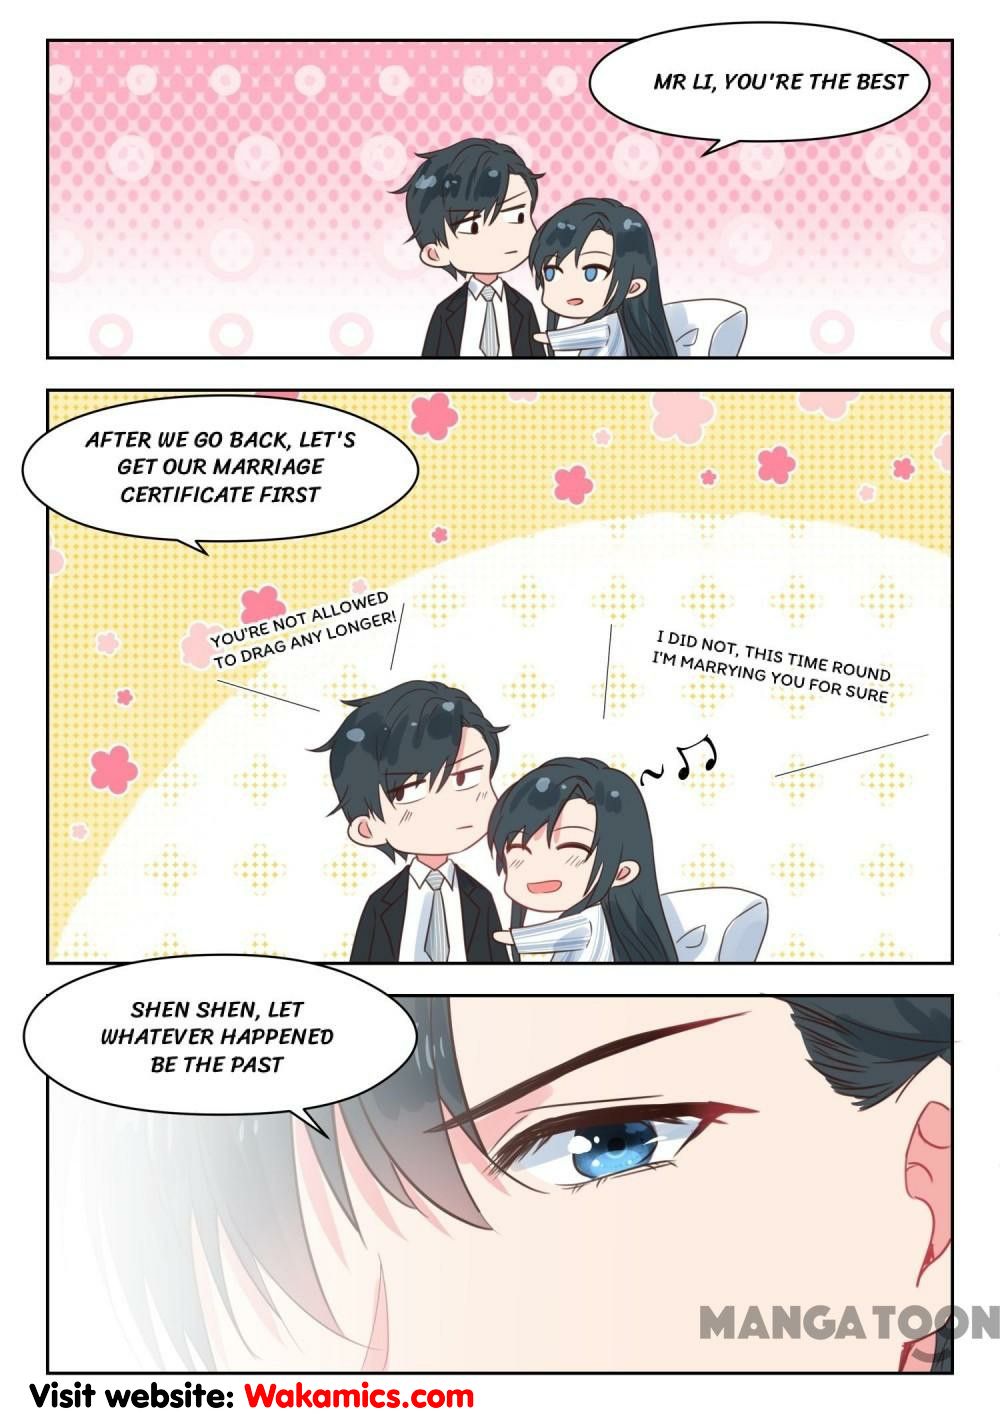 MR LI, YOU'RE THE BEST
AFTER WE GO BACK, LET'S
GET OUR MARRIAGE
CERTIFICATE FIRST
YOU'RE NOT ALLOWED
TO DRAG ANY LONGER!
I DID NOT, THIS TIME ROUND
I'M MARRYING YOU FOR SURE
SHEN SHEN, LET
WHATEVER HAPPENED
BE THE PAST
MANGATOON
Visit website: Wakamics.com